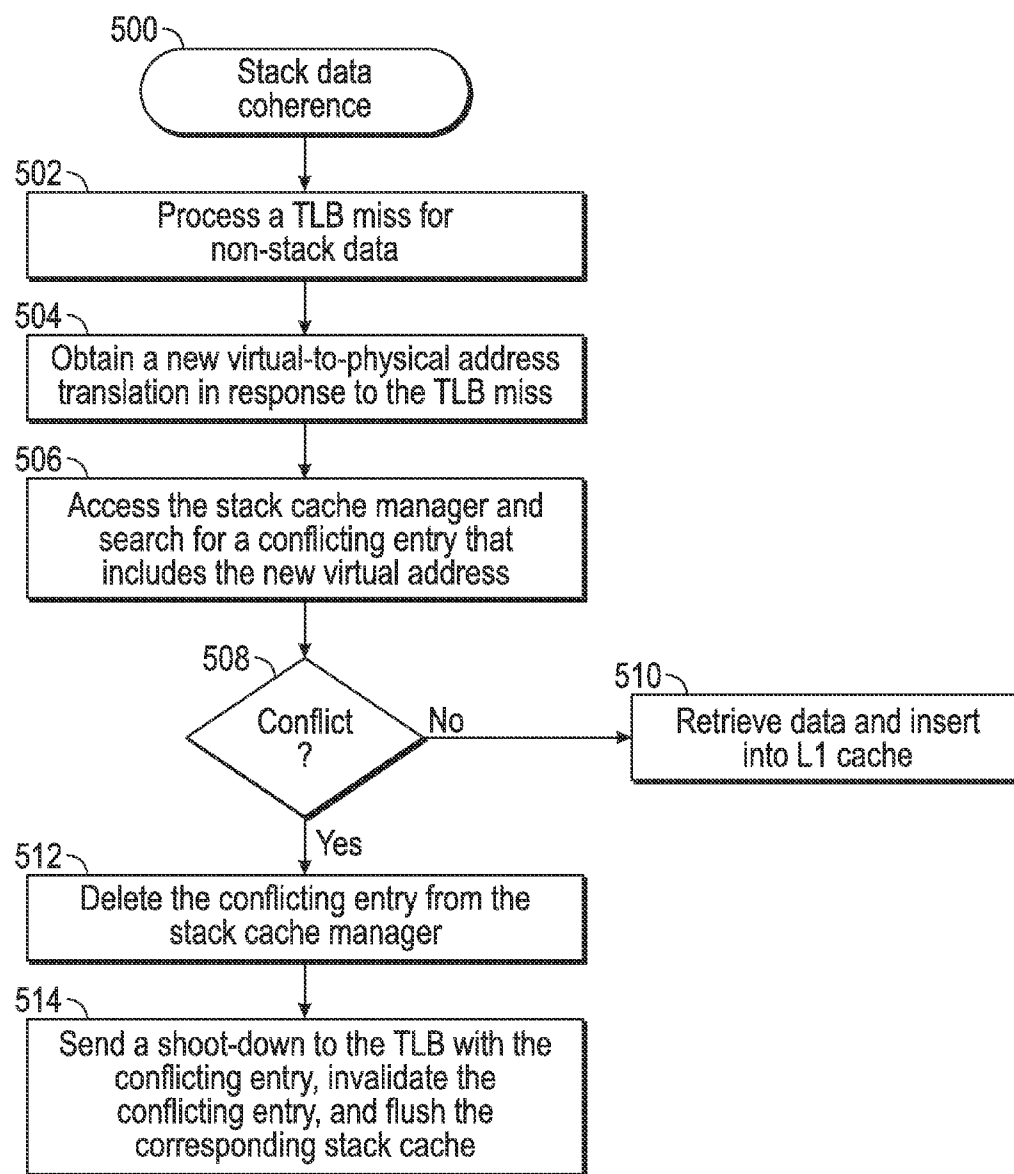 500
Stack data
coherence
502
Process a TLB miss for
non-stack data
504
Obtain a new virtual-to-physical address
translation in response to the TLB miss
506
Access the stack cache manager and
search for a conflicting entry that
includes the new virtual address
508
Conflict
?
No
510
Retrieve data and insert
into L1 cache
Yes
512
Delete the conflicting entry from the
stack cache manager
514
Send a shoot-down to the TLB with the
conflicting entry, invalidate the
conflicting entry, and flush the
corresponding stack cache